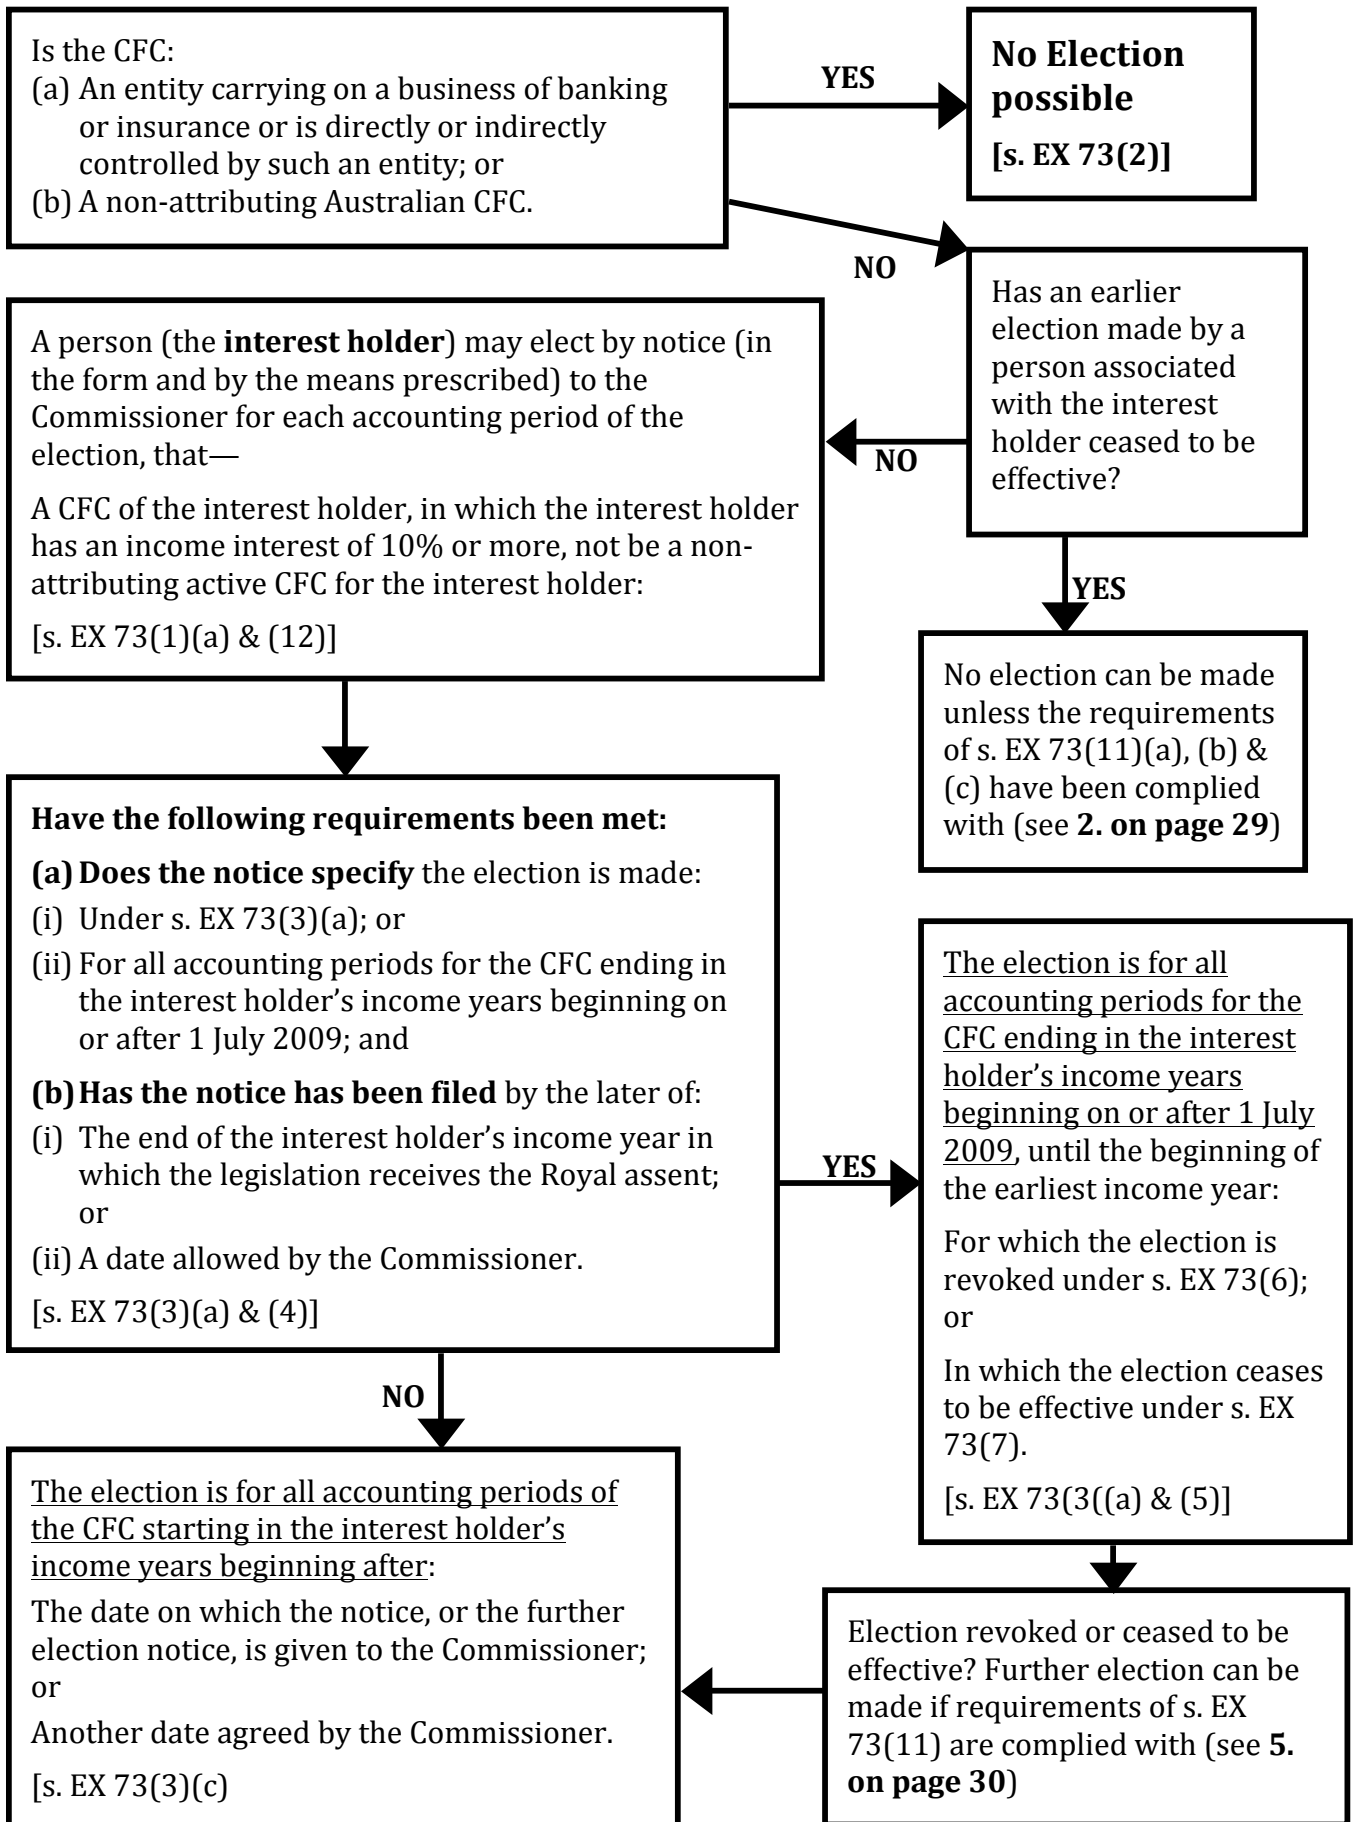 Is the CFC:
(a) An entity carrying on a business of banking
or insurance or is directly or indirectly
controlled by such an entity; or
(b) A non-attributing Australian CFC.
YES
No Election
possible
[s. EX 73(2)]
NO
Has an earlier
election made by a
person associated
with the interest
holder ceased to be
effective?
NO
A person (the interest holder) may elect by notice (in
the form and by the means prescribed) to the
Commissioner for each accounting period of the
election, that—
A CFC of the interest holder, in which the interest holder
has an income interest of 10% or more, not be a non-
attributing active CFC for the interest holder:
[s. EX 73(1)(a) & (12)]
YES
No election can be made
unless the requirements
of s. EX 73(11)(a), (b) &
(c) have been complied
with (see 2. on page 29)
Have the following requirements been met:
(a) Does the notice specify the election is made:
(i) Under s. EX 73(3)(a); or
(ii) For all accounting periods for the CFC ending in
the interest holder's income years beginning on
or after 1 July 2009; and
(b) Has the notice has been filed by the later of:
(i) The end of the interest holder's income year in
which the legislation receives the Royal assent;
or
(ii) A date allowed by the Commissioner.
[s. EX 73(3)(a) & (4)]
YES
The election is for all
accounting periods for the
CFC ending in the interest
holder's income years
beginning on or after 1 July
2009, until the beginning of
the earliest income year:
For which the election is
revoked under s. EX 73(6);
or
In which the election ceases
to be effective under s. EX
73(7).
[s. EX 73(3((a) & (5)]
NO
The election is for all accounting periods of
the CFC starting in the interest holder's
income years beginning after:
The date on which the notice, or the further
election notice, is given to the Commissioner;
or
Another date agreed by the Commissioner.
[s. EX 73(3)(c)
Election revoked or ceased to be
effective? Further election can be
made if requirements of s. EX
73(11) are complied with (see 5.
on page 30)